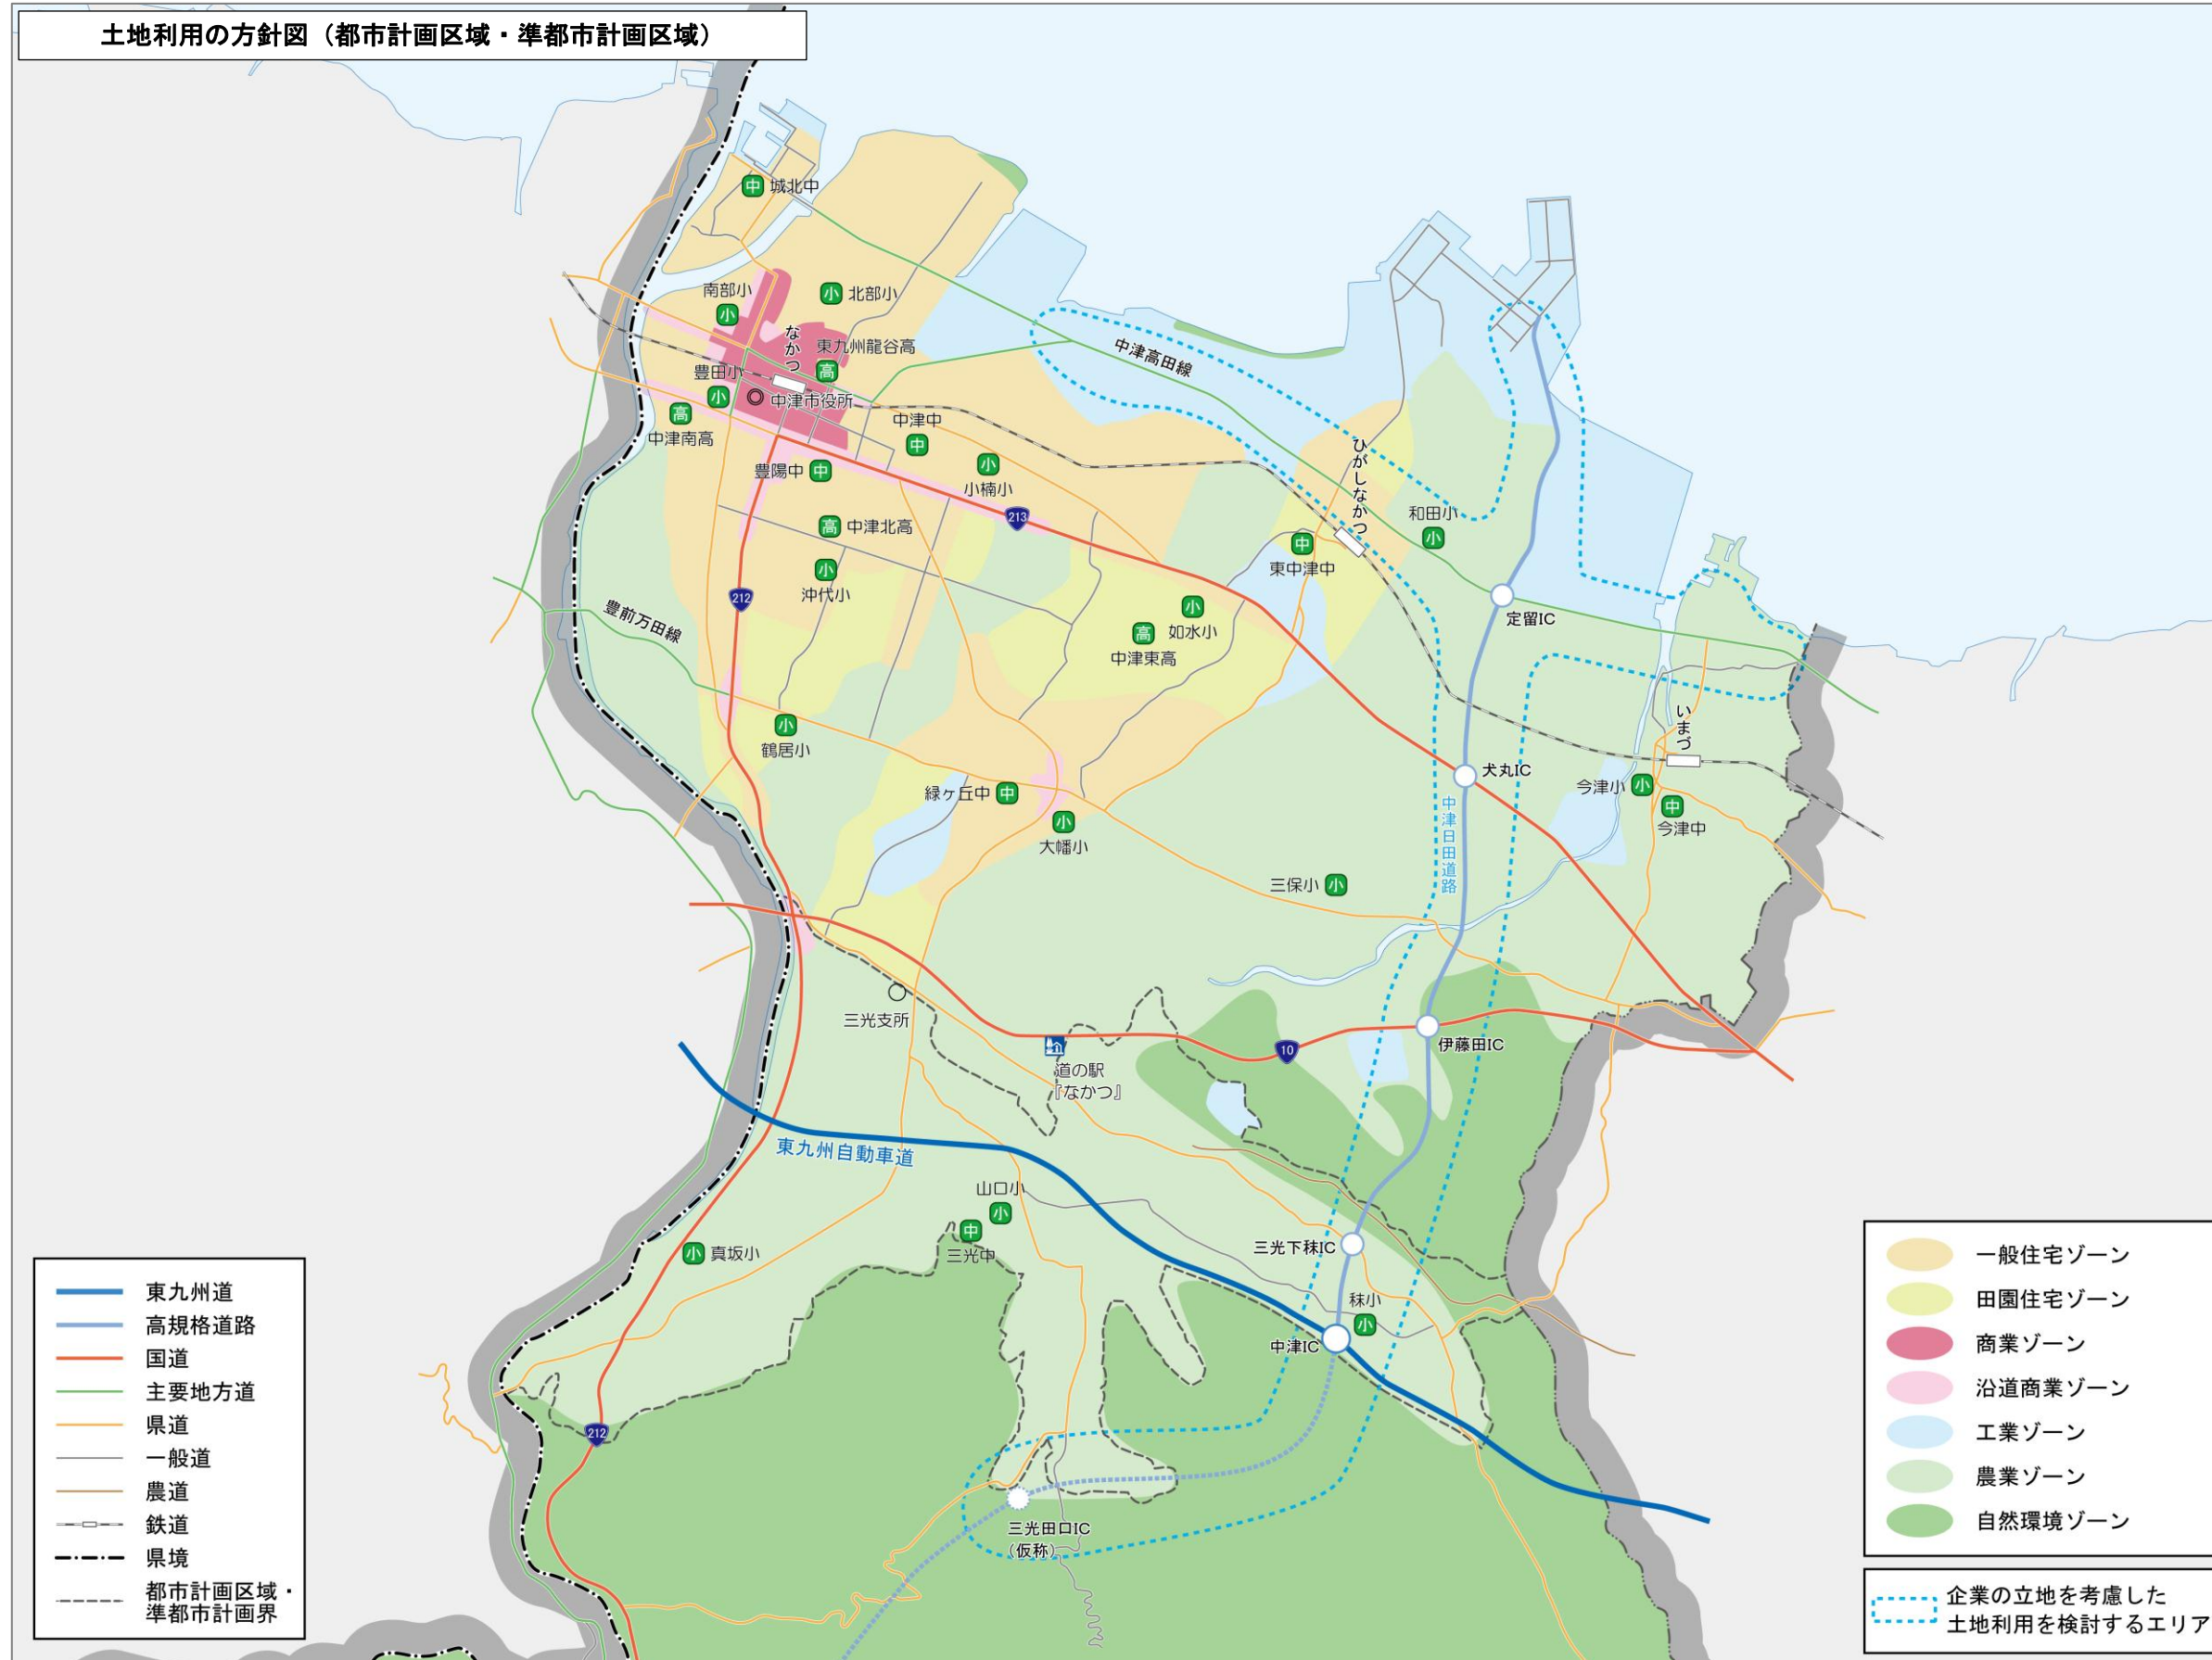 土地利用の方針図（都市計画区域・準都市計画区域）
中 城北中
南部小
小
小 北部小
なかつ
東九州龍谷高
高
豊田小
小
中津市役所
高
中津南高
中津中
中
豊陽中 中
小
小楠小
213
高 中津北高
小
沖代小
212
豊前万田線
中津高田線
ひがしなかつ
和田小
小
中
東中津中
小
如水小
高
中津東高
定留IC
小
鶴居小
緑ヶ丘中 中
小
大幡小
犬丸IC
中津日田道路
いまづ
今津小 小
中
今津中
三保小 小
三光支所
道の駅
『なかつ』
10
伊藤田IC
東九州自動車道
山口小
小
中
三光中
小 真坂小
三光下秣IC
秣小
小
中津IC
212
三光田口IC
（仮称）
東九州道
高規格道路
国道
主要地方道
県道
一般道
農道
鉄道
県境
都市計画区域・
準都市計画界
一般住宅ゾーン
田園住宅ゾーン
商業ゾーン
沿道商業ゾーン
工業ゾーン
農業ゾーン
自然環境ゾーン
企業の立地を考慮した
土地利用を検討するエリア